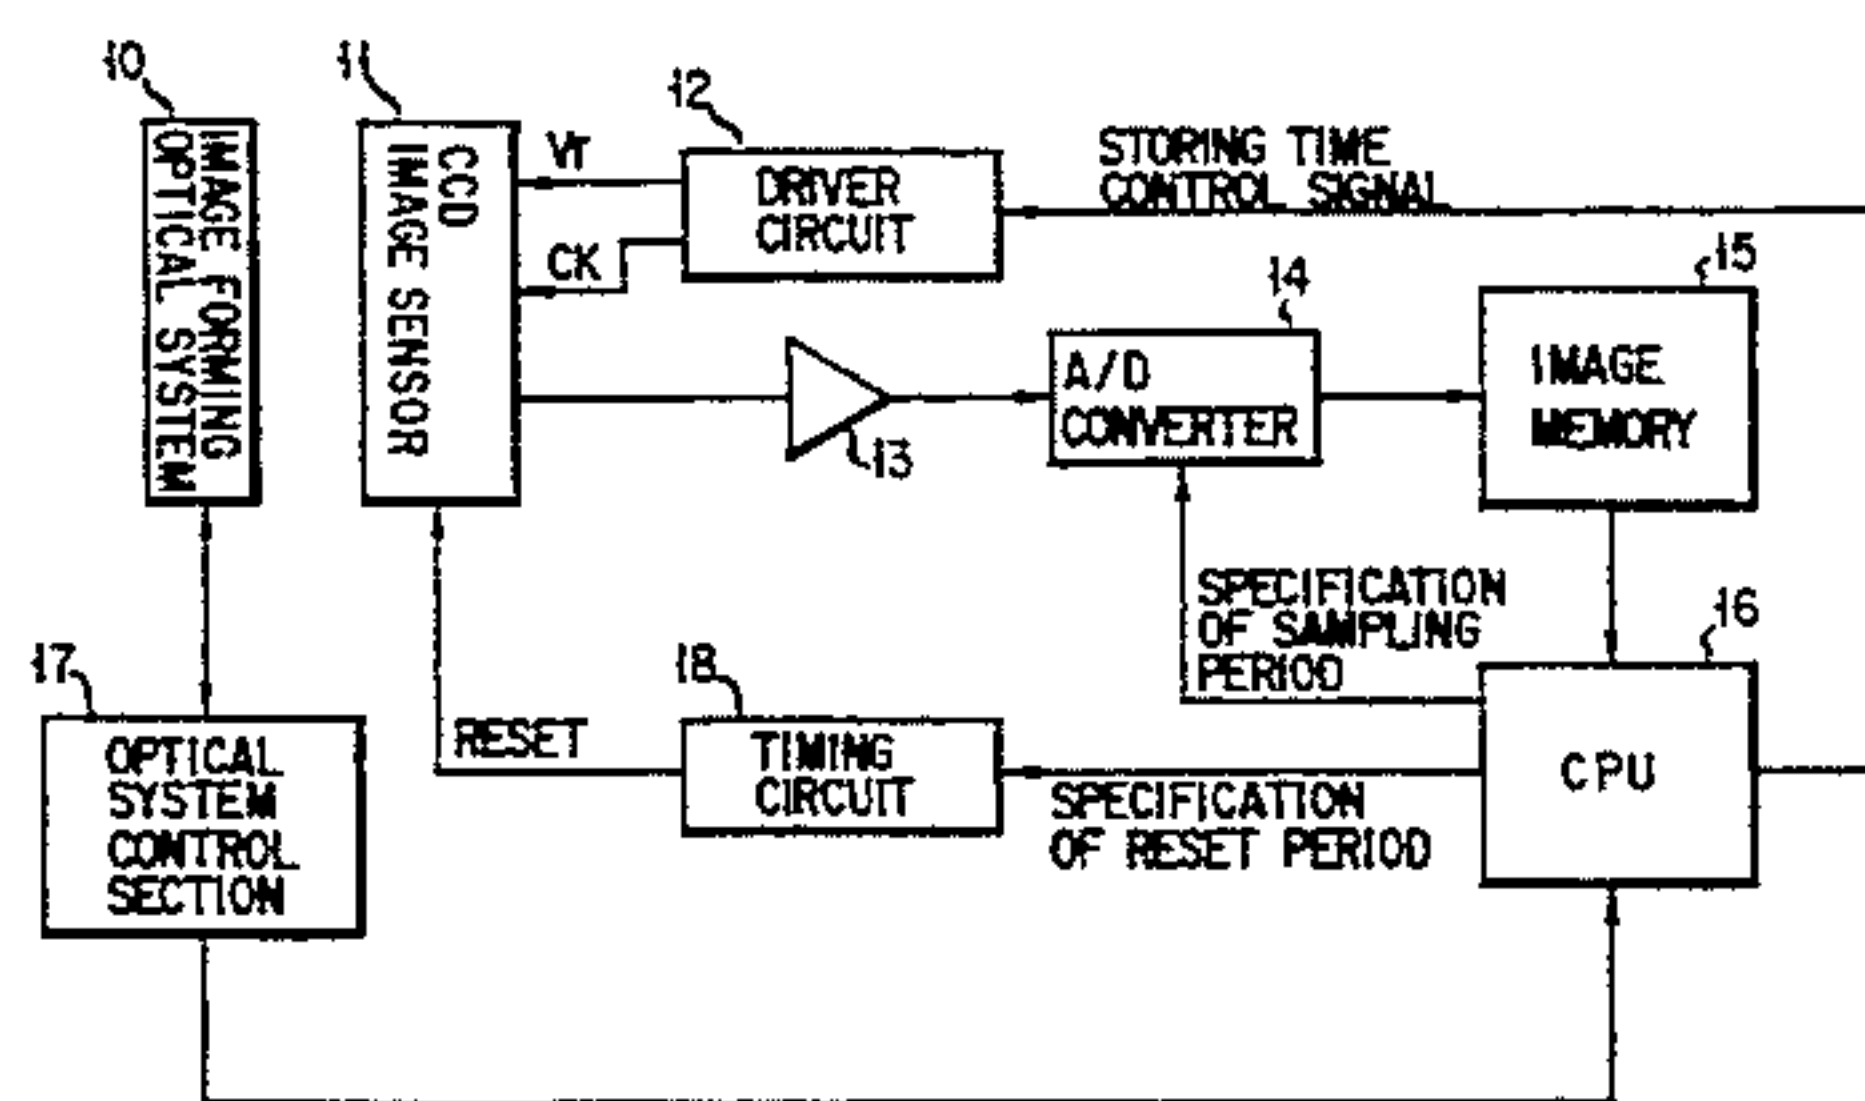 10
IMAGE FORMING
OPTICAL SYSTEM
11
CCD
IMAGE SENSOR
Vr
CK
12
DRIVER
CIRCUIT
STORING TIME
CONTROL SIGNAL
13
14
A/D
CONVERTER
15
IMAGE
MEMORY
SPECIFICATION
OF SAMPLING
PERIOD
16
CPU
17
OPTICAL
SYSTEM
CONTROL
SECTION
RESET
18
TIMING
CIRCUIT
SPECIFICATION
OF RESET PERIOD